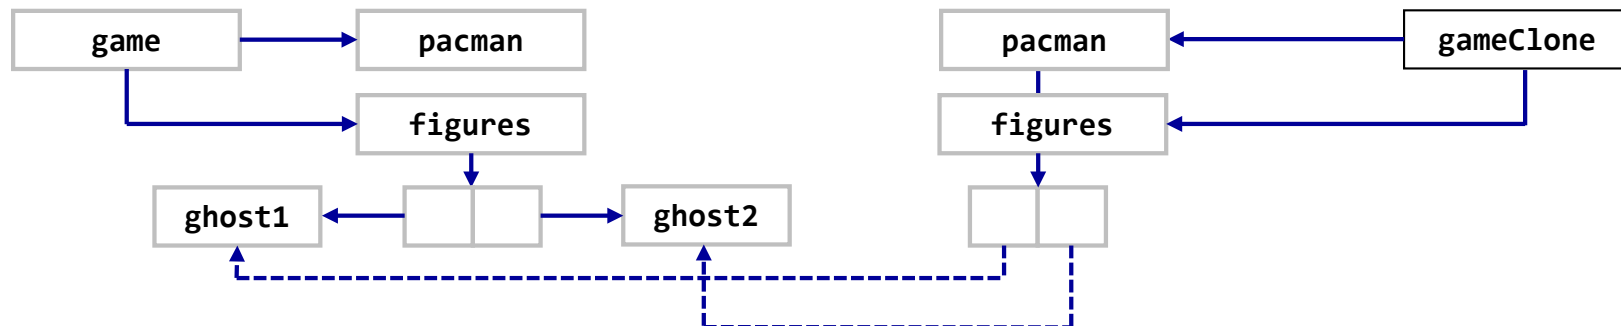 game
pacman
pacman
gameClone
figures
figures
ghost1
ghost2